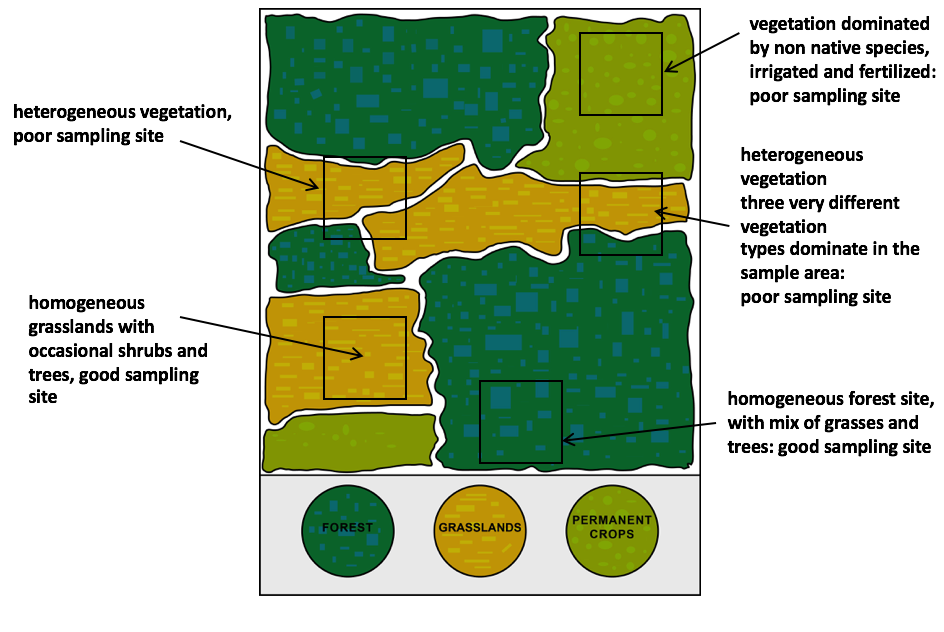 vegetation dominated
by non native species,
irrigated and fertilized:
poor sampling site
heterogeneous vegetation,
poor sampling site
heterogeneous
vegetation
three very different
vegetation
types dominate in the
sample area:
poor sampling site
homogeneous
grasslands with
occasional shrubs and
trees, good sampling
site
homogeneous forest site,
with mix of grasses and
trees: good sampling site
FOREST
GRASSLANDS
PERMANENT
CROPS